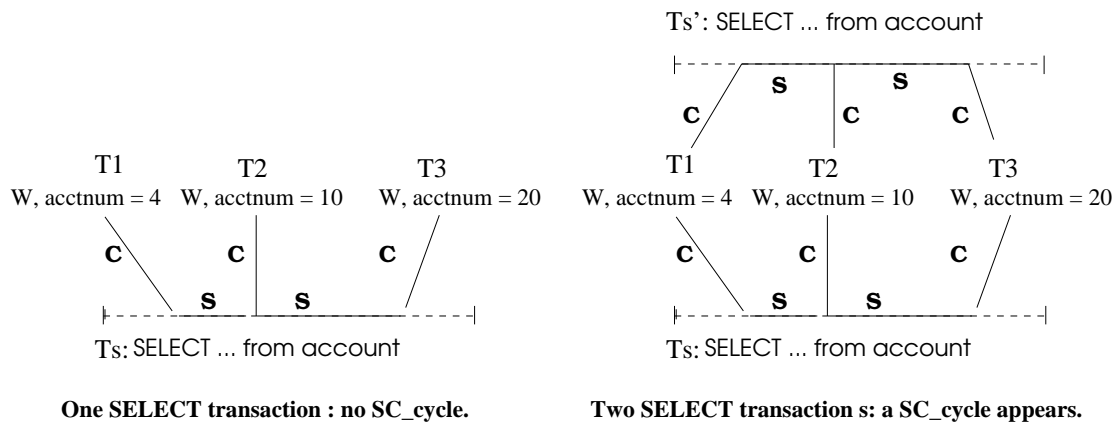 Ts’: SELECT ... from account
S S
C C C
T1 T2 T3
W, acctnum = 4 W, acctnum = 10 W, acctnum = 20
C C C
S S
Ts: SELECT ... from account
One SELECT transaction : no SC_cycle.
T1 T2 T3
W, acctnum = 4 W, acctnum = 10 W, acctnum = 20
C C C
S S
Ts: SELECT ... from account
Two SELECT transaction s: a SC_cycle appears.